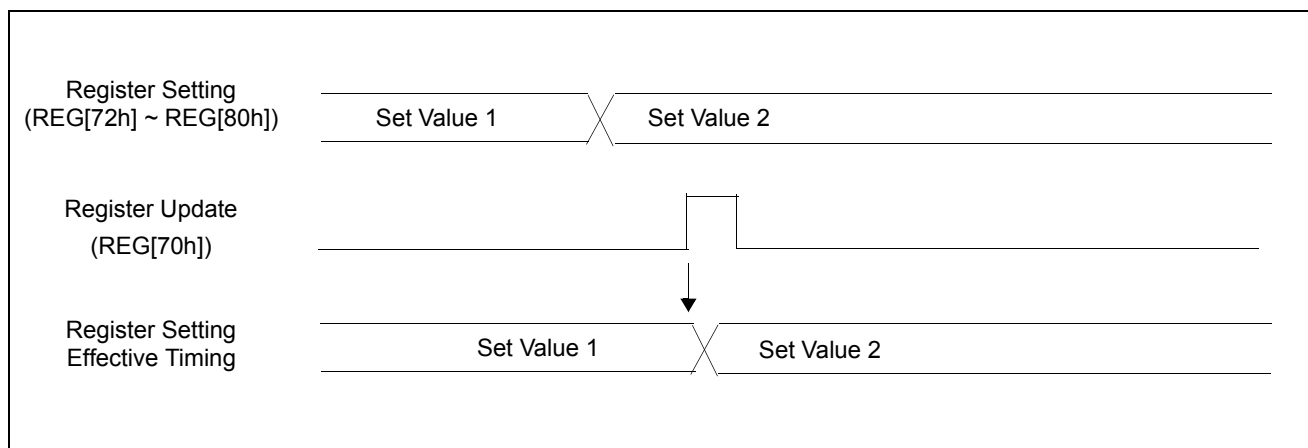 Register Setting
(REG[72h] ~ REG[80h])
Set Value 1
Set Value 2
Register Update
(REG[70h])
Register Setting
Effective Timing
Set Value 1
Set Value 2